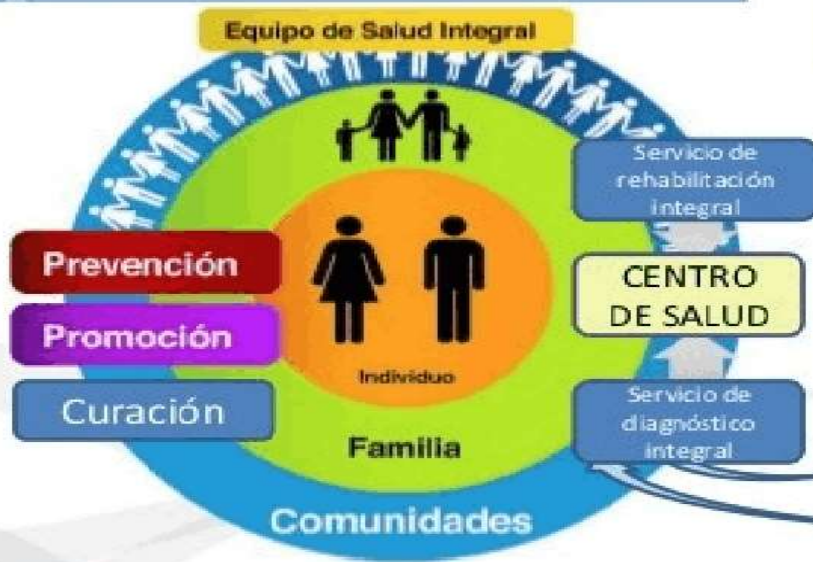 Equipo de Salud Integral
Servicio de
rehabilitación
integral
Prevención
Promoción
Curación
CENTRO
DE SALUD
Servicio de
diagnóstico
integral
Individuo
Familia
Comunidades